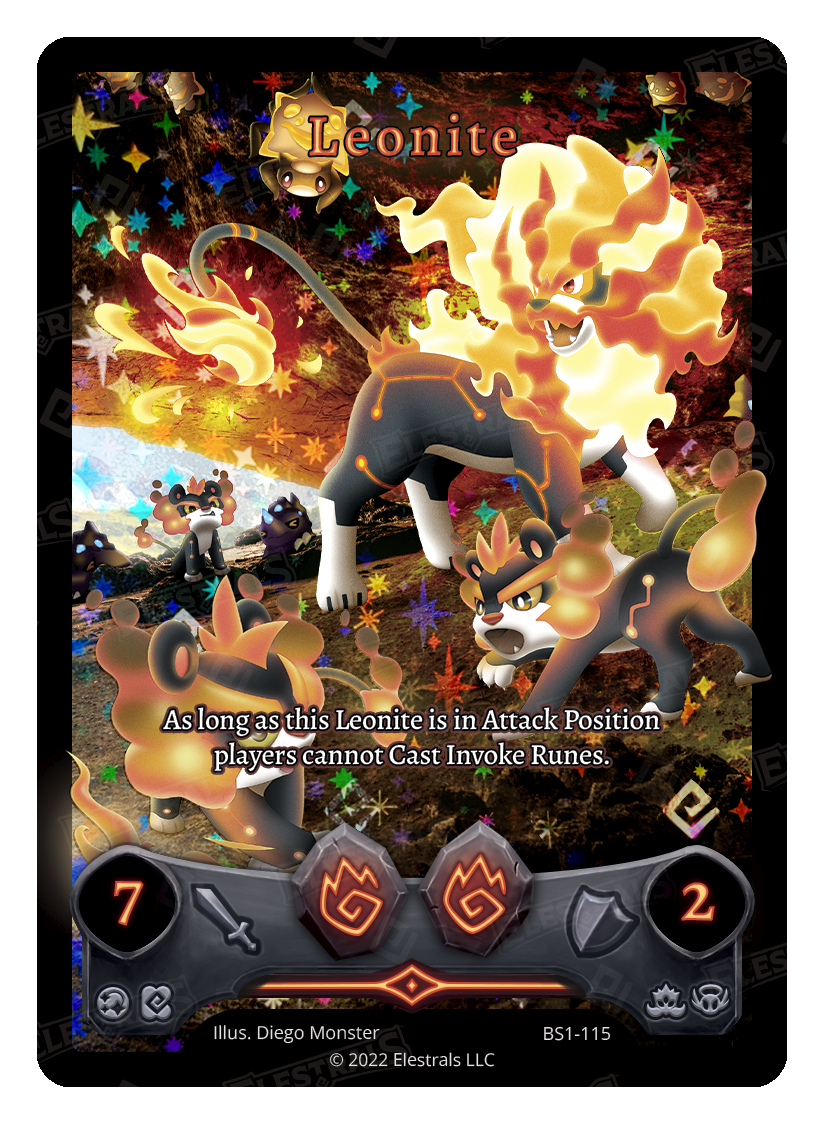 Leonite
As long as this Leonite is in Attack Position
players cannot Cast Invoke Runes.
7
2
Illus. Diego Monster
BS1-115
© 2022 Elestrals LLC